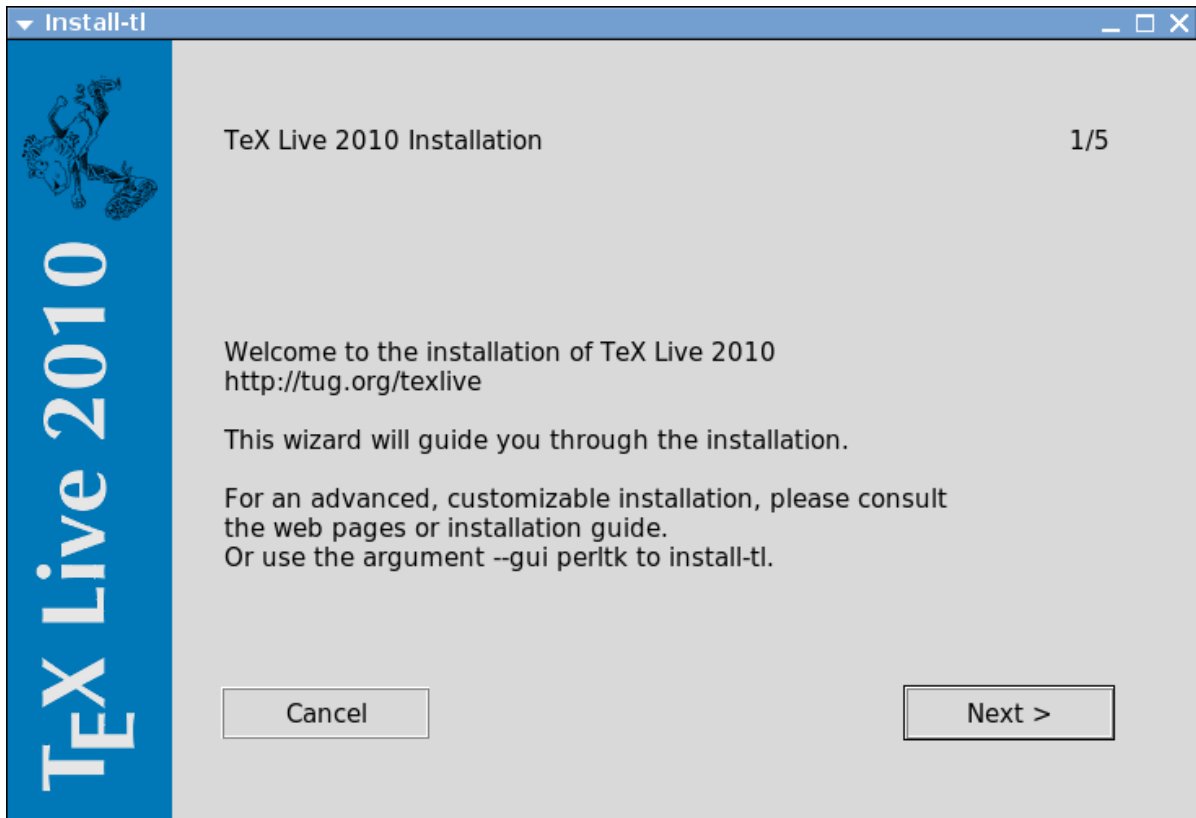 Install-tl
TeX Live 2010
TeX Live 2010 Installation
1/5
Welcome to the installation of TeX Live 2010
http://tug.org/texlive
This wizard will guide you through the installation.
For an advanced, customizable installation, please consult
the web pages or installation guide.
Or use the argument --gui perltk to install-tl.
Cancel
Next >